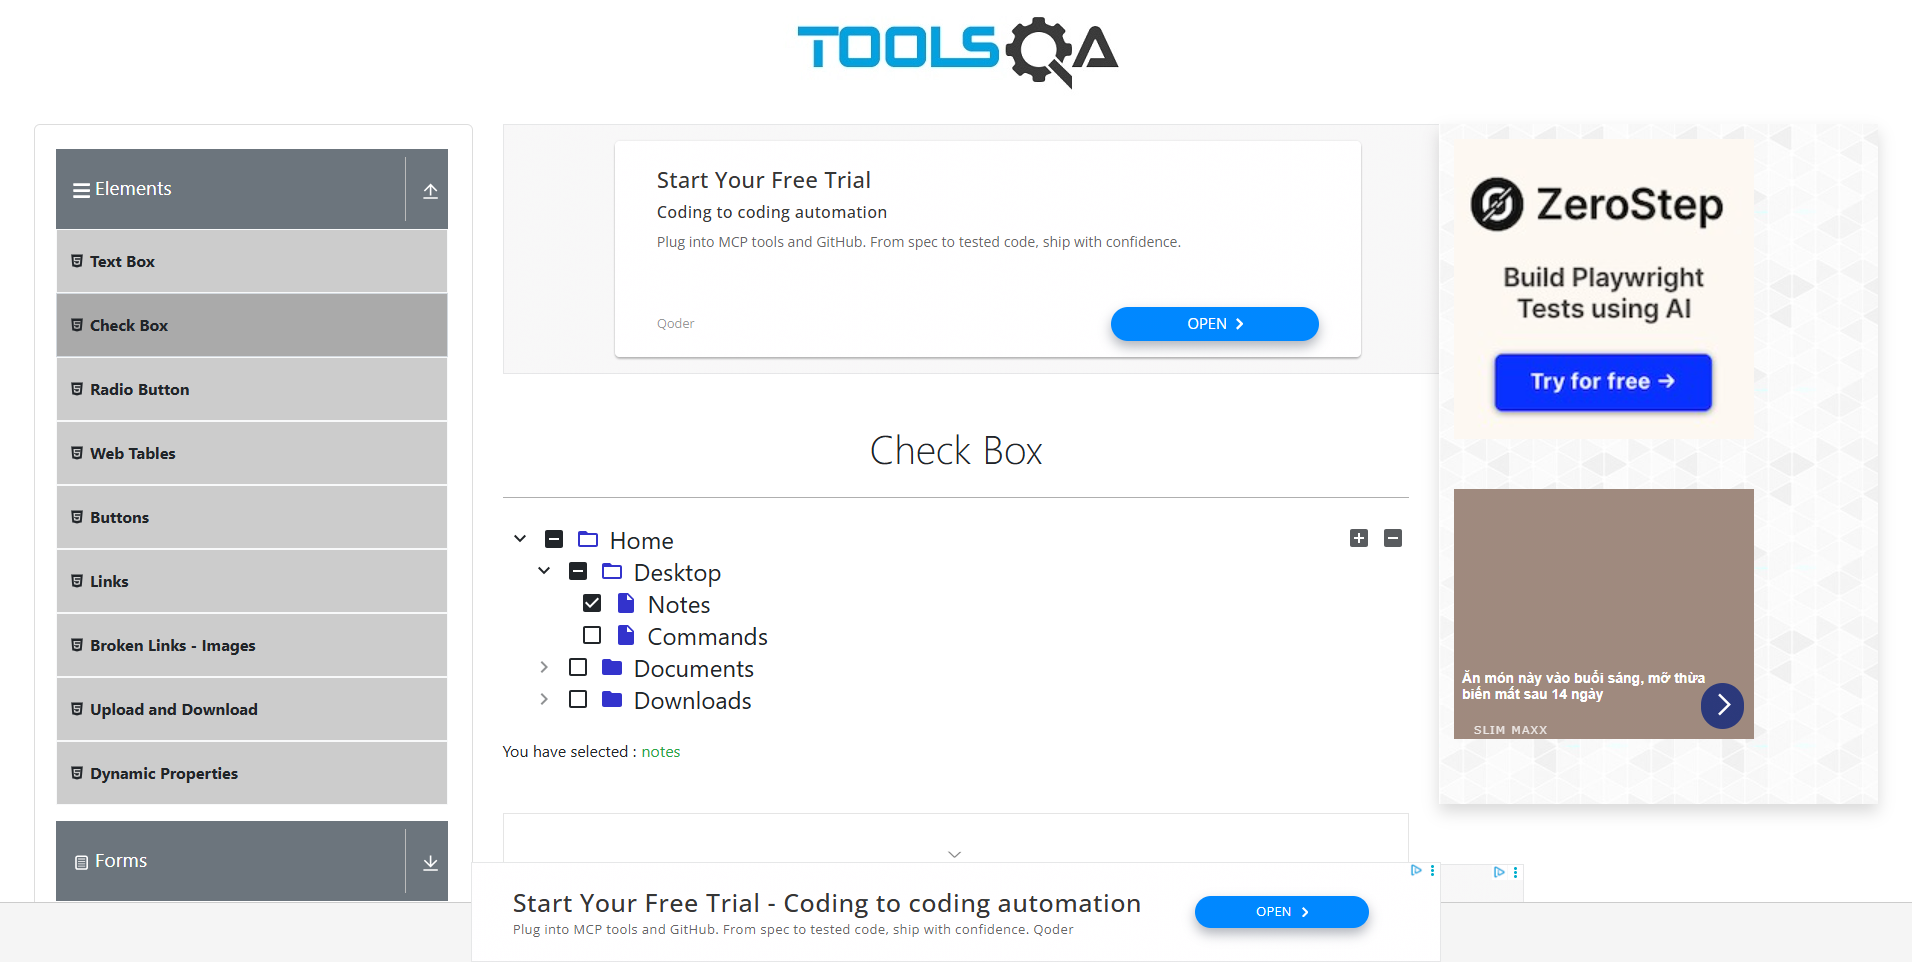 TOOLSQA
Elements
Text Box
Check Box
Radio Button
Web Tables
Buttons
Links
Broken Links - Images
Upload and Download
Dynamic Properties
Forms
Start Your Free Trial
Coding to coding automation
Plug into MCP tools and GitHub. From spec to tested code, ship with confidence.
Qoder
OPEN
Check Box
Home
Desktop
Notes
Commands
Documents
Downloads
You have selected : notes
ZeroStep
Build Playwright
Tests using AI
Try for free →
Ăn món này vào buổi sáng, mỡ thừa
biến mất sau 14 ngày
SLIM MAXX
Start Your Free Trial - Coding to coding automation
Plug into MCP tools and GitHub. From spec to tested code, ship with confidence. Qoder
OPEN